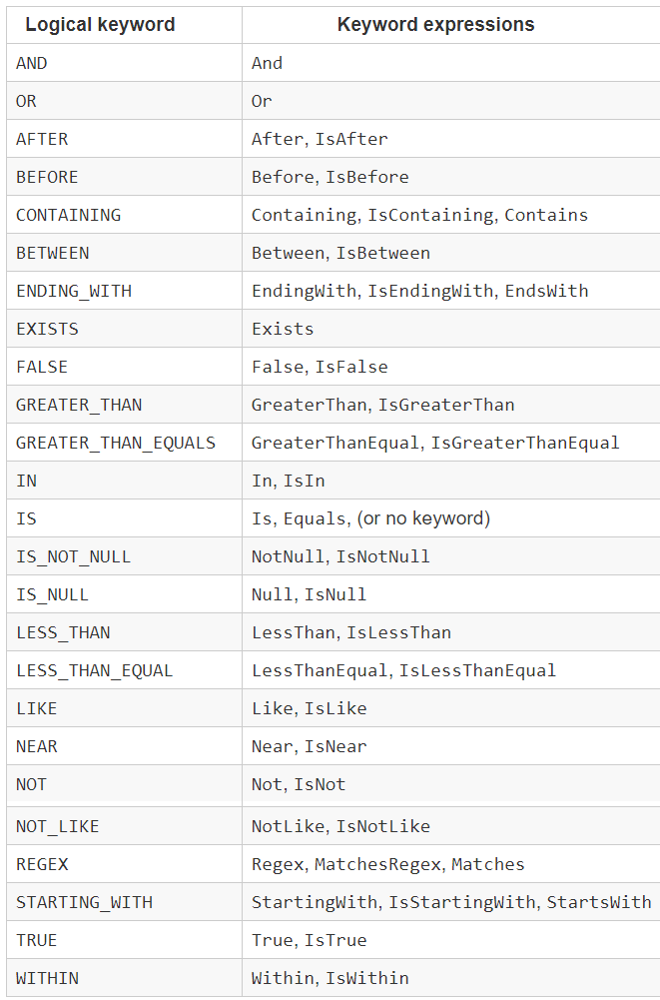 Logical keyword Keyword expressions
AND And
OR Or
AFTER After, IsAfter
BEFORE Before, IsBefore
CONTAINING Containing, IsContaining, Contains
BETWEEN Between, IsBetween
ENDING_WITH EndingWith, IsEndingWith, EndsWith
EXISTS Exists
FALSE False, IsFalse
GREATER_THAN GreaterThan, IsGreaterThan
GREATER_THAN_EQUALS GreaterThanEqual, IsGreaterThanEqual
IN In, IsIn
IS Is, Equals, (or no keyword)
IS_NOT_NULL NotNull, IsNotNull
IS_NULL Null, IsNull
LESS_THAN LessThan, IsLessThan
LESS_THAN_EQUAL LessThanEqual, IsLessThanEqual
LIKE Like, IsLike
NEAR Near, IsNear
NOT Not, IsNot
NOT_LIKE NotLike, IsNotLike
REGEX Regex, MatchesRegex, Matches
STARTING_WITH StartingWith, IsStartingWith, StartsWith
TRUE True, IsTrue
WITHIN Within, IsWithin